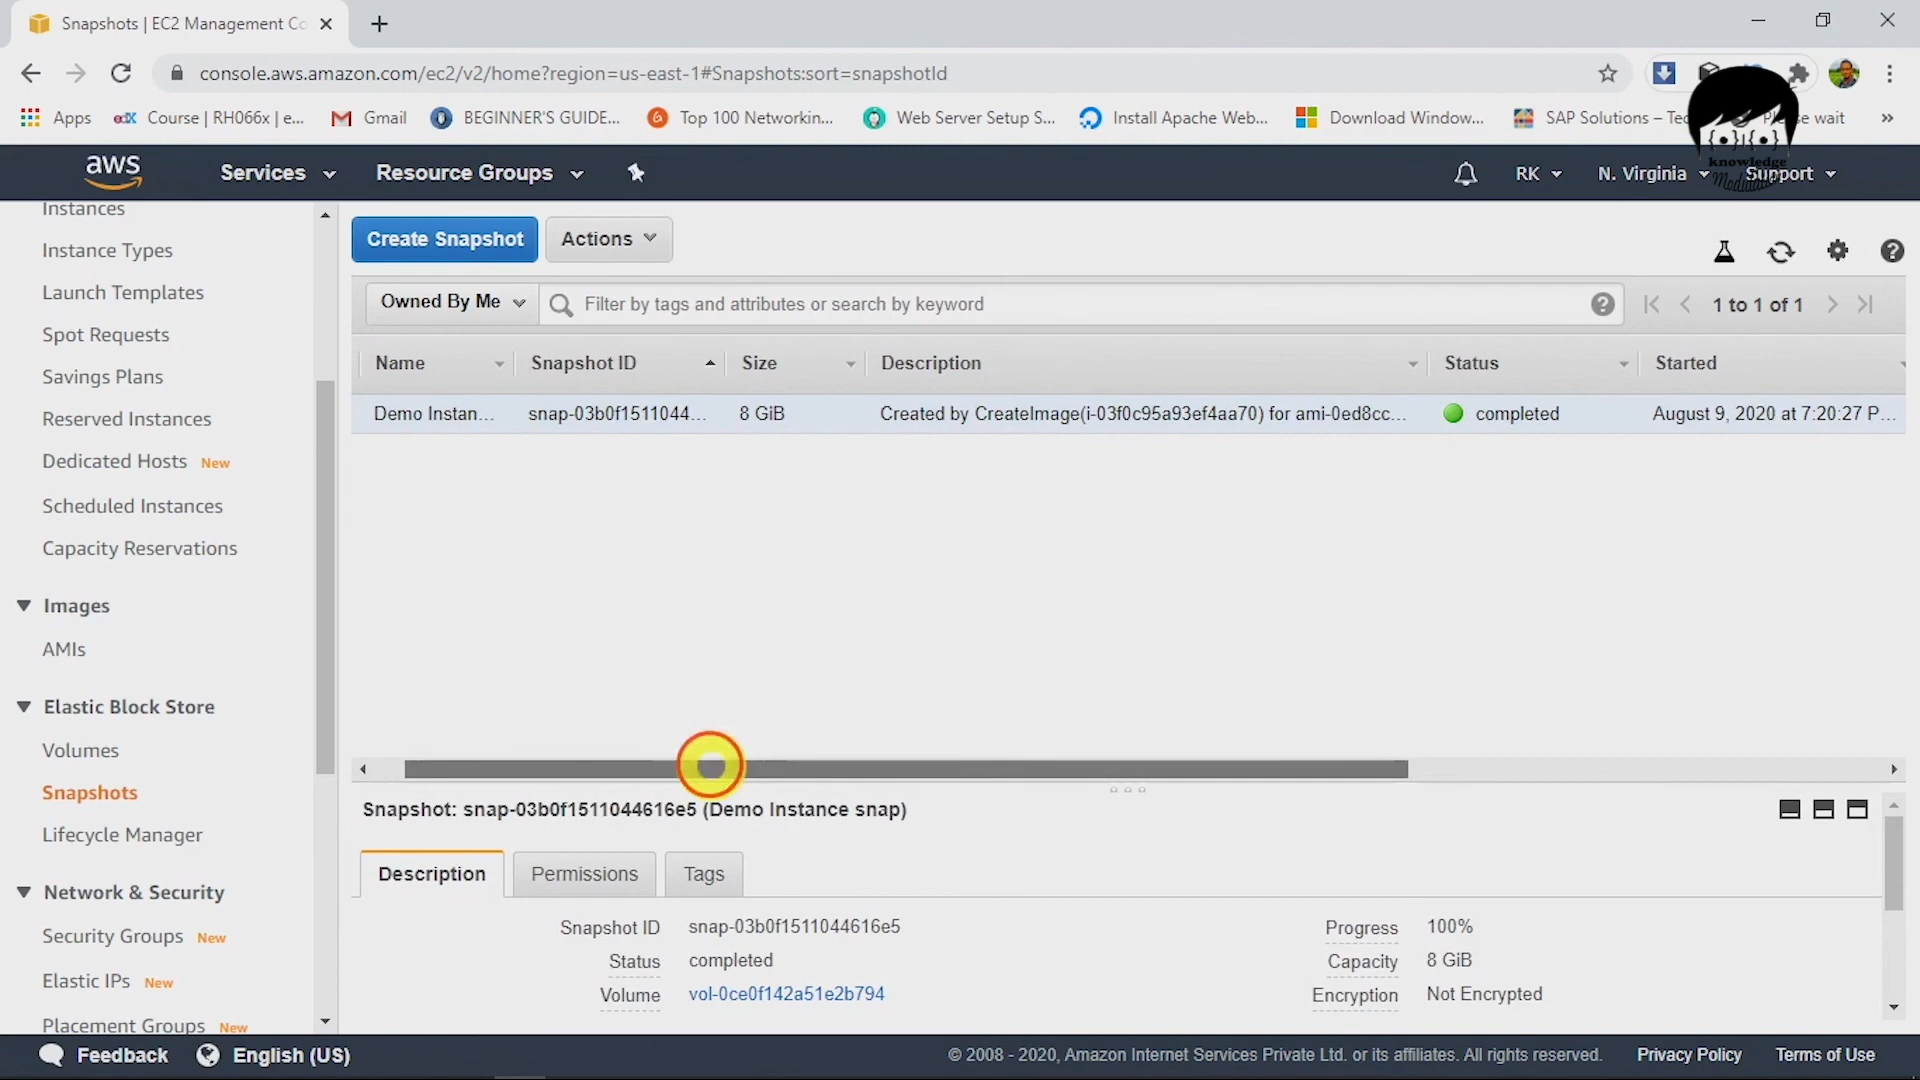 Snapshots | EC2 Management Co
console.aws.amazon.com/ec2/v2/home?region=us-east-1#Snapshots:sort=snapshotId
Apps
edX Course | RH066x | e...
Gmail
BEGINNER'S GUIDE...
Top 100 Networkin...
Web Server Setup S...
Install Apache Web...
Download Window...
SAP Solutions – Tec
wait
»
knowledge
aws
Services
Resource Groups
RK
N. Virginia
Support
Instances
Instance Types
Launch Templates
Spot Requests
Savings Plans
Reserved Instances
Dedicated Hosts New
Scheduled Instances
Capacity Reservations
Images
AMIs
Elastic Block Store
Volumes
Snapshots
Lifecycle Manager
Network & Security
Security Groups New
Elastic IPs New
Placement Groups New
Create Snapshot
Actions
Owned By Me
Filter by tags and attributes or search by keyword
1 to 1 of 1
Name
Snapshot ID
Size
Description
Status
Started
Demo Instan...
snap-03b0f1511044...
8 GiB
Created by CreateImage(i-03f0c95a93ef4aa70) for ami-0ed8cc...
completed
August 9, 2020 at 7:20:27 P...
Snapshot: snap-03b0f1511044616e5 (Demo Instance snap)
Description
Permissions
Tags
Snapshot ID snap-03b0f1511044616e5
Progress 100%
Status completed
Capacity 8 GiB
Volume vol-0ce0f142a51e2b794
Encryption Not Encrypted
Feedback
English (US)
© 2008 - 2020, Amazon Internet Services Private Ltd. or its affiliates. All rights reserved.
Privacy Policy
Terms of Use